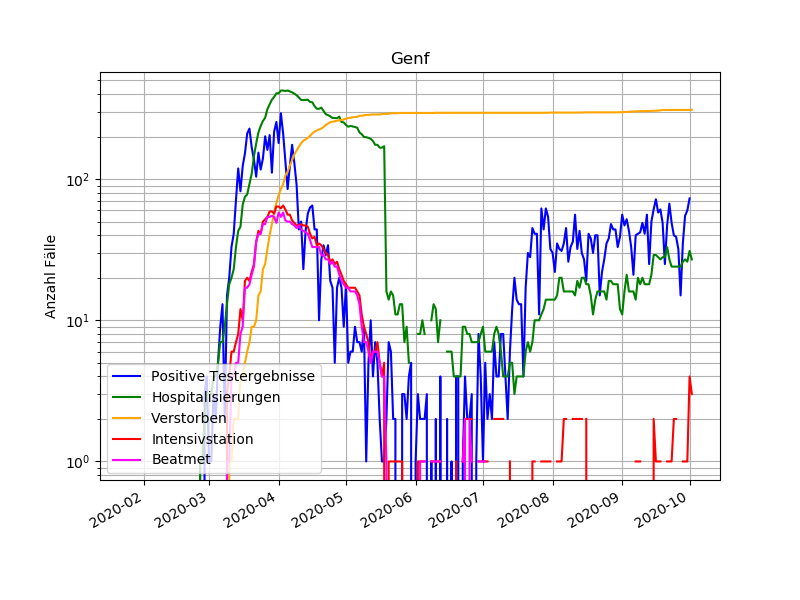 Genf
Anzahl Fälle
10²
10¹
10⁰
Positive Testergebnisse
Hospitalisierungen
Verstorben
Intensivstation
Beatmet
2020-02
2020-03
2020-04
2020-05
2020-06
2020-07
2020-08
2020-09
2020-10